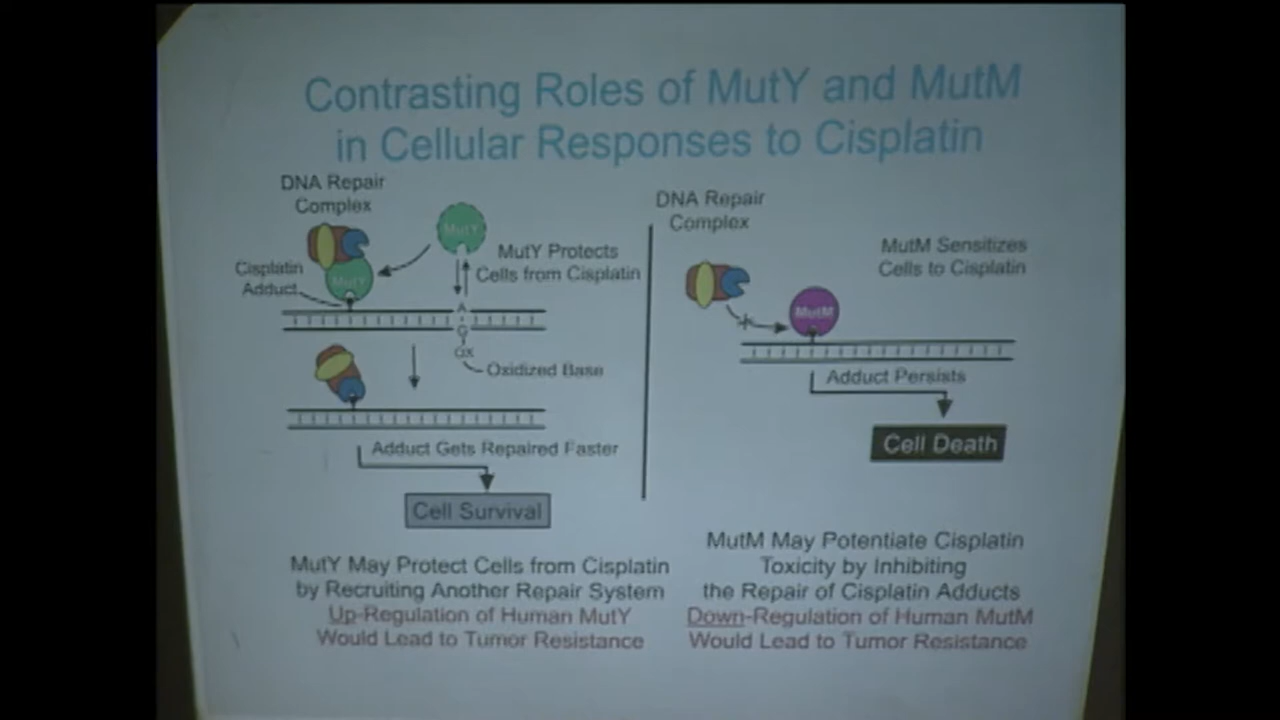 Contrasting Roles of MutY and MutM
in Cellular Responses to Cisplatin
DNA Repair
Complex
MutY
MutY Protects
Cells from Cisplatin
Cisplatin
Adduct
MutY
A
G
OX
Oxidized Base
Adduct Gets Repaired Faster
Cell Survival
MutY May Protect Cells from Cisplatin
by Recruiting Another Repair System
Up-Regulation of Human MutY
Would Lead to Tumor Resistance
DNA Repair
Complex
MutM Sensitizes
Cells to Cisplatin
MutM
Adduct Persists
Cell Death
MutM May Potentiate Cisplatin
Toxicity by Inhibiting
the Repair of Cisplatin Adducts
Down-Regulation of Human MutM
Would Lead to Tumor Resistance